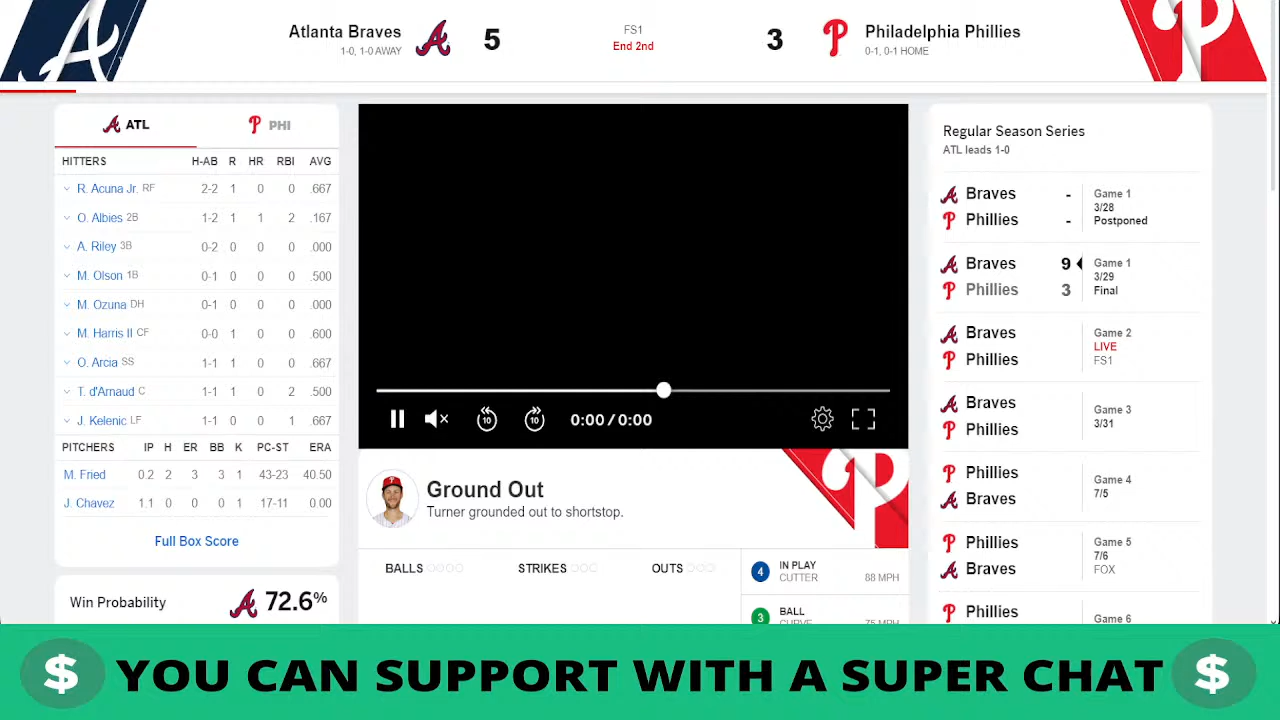 Atlanta Braves
1-0, 1-0 AWAY
5
FS1
End 2nd
3
Philadelphia Phillies
0-1, 0-1 HOME
ATL PHI
HITTERS H-AB R HR RBI AVG
R. Acuna Jr. RF 2-2 1 0 0 .667
O. Albies 2B 1-2 1 1 2 .167
A. Riley 3B 0-2 0 0 0 .000
M. Olson 1B 0-1 0 0 0 .500
M. Ozuna DH 0-1 0 0 0 .000
M. Harris II CF 0-0 1 0 0 .600
O. Arcia SS 1-1 1 0 0 .667
T. d'Arnaud C 1-1 1 0 2 .500
J. Kelenic LF 1-1 0 0 1 .667
PITCHERS IP H ER BB K PC-ST ERA
M. Fried 0.2 2 3 3 1 43-23 40.50
J. Chavez 1.1 0 0 0 1 17-11 0.00
Full Box Score
Win Probability 72.6%
10 10 0:00 / 0:00
Ground Out
Turner grounded out to shortstop.
BALLS STRIKES OUTS
4 IN PLAY
CUTTER 88 MPH
3 BALL
CURVE 75 MPH
Regular Season Series
ATL leads 1-0
Braves - Game 1
3/28
Phillies - Postponed
Braves 9 Game 1
3/29
Phillies 3 Final
Braves Game 2
LIVE
Phillies FS1
Braves Game 3
3/31
Phillies
Phillies Game 4
7/5
Braves
Phillies Game 5
7/6
Braves FOX
Phillies Game 6
$ YOU CAN SUPPORT WITH A SUPER CHAT $